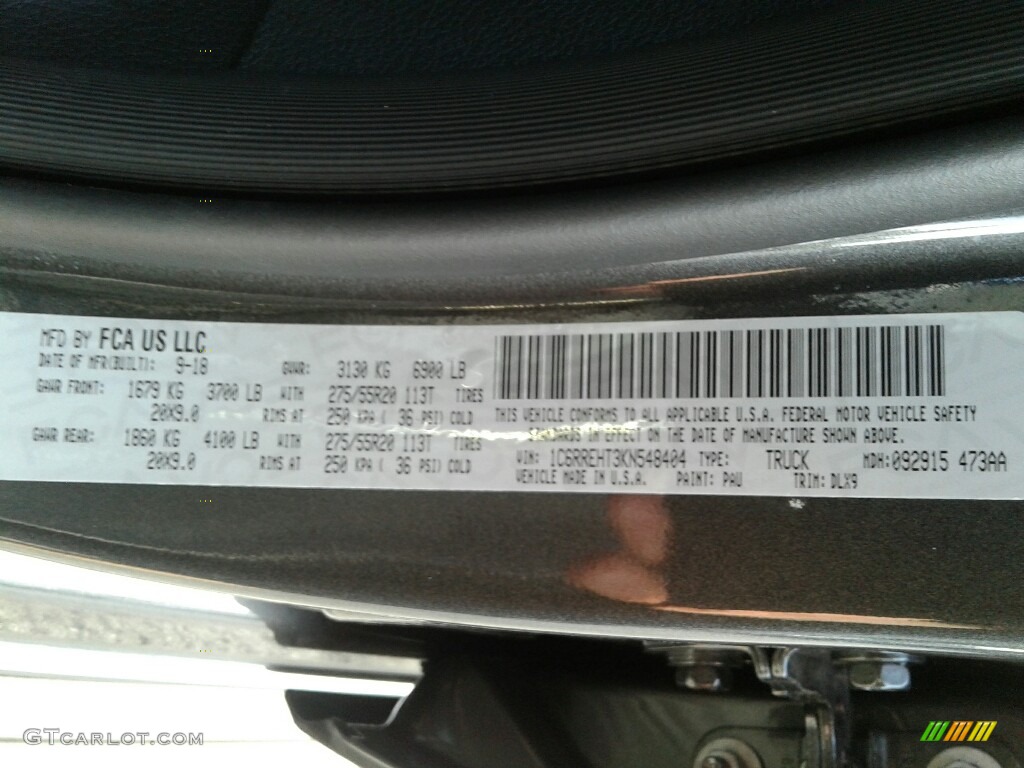 MFD BY FCA US LLC
DATE OF MFR(BUILT): 9-18 GVWR: 3130 KG 6900 LB
GAWR FRONT: 1679 KG 3700 LB WITH 275/55R20 113T TIRES
20X9.0 RIMS AT 250 KPA ( 36 PSI) COLD
GAWR REAR: 1860 KG 4100 LB WITH 275/55R20 113T TIRES
20X9.0 RIMS AT 250 KPA ( 36 PSI) COLD
THIS VEHICLE CONFORMS TO ALL APPLICABLE U.S.A. FEDERAL MOTOR VEHICLE SAFETY
STANDARDS IN EFFECT ON THE DATE OF MANUFACTURE SHOWN ABOVE.
VIN: 1C6RREHT3KN548404 TYPE: TRUCK MDH:092915 473AA
VEHICLE MADE IN U.S.A. PAINT: PAU TRIM: DLX9
GTCarLot.com